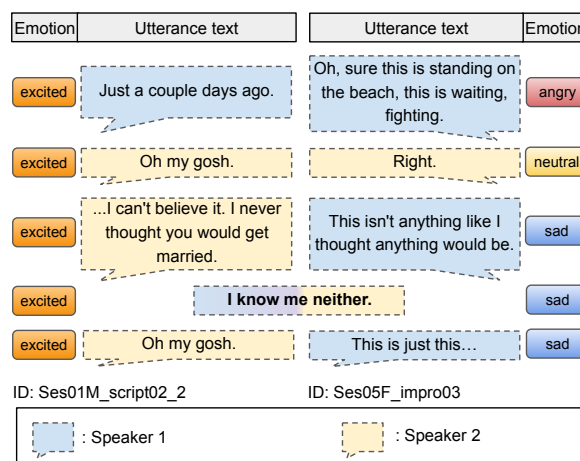 Emotion Utterance text Utterance text Emotion
excited
Just a couple days ago.
Oh, sure this is standing on
the beach, this is waiting,
fighting.
angry
excited
Oh my gosh.
Right.
neutral
excited
...I can't believe it. I never
thought you would get
married.
This isn't anything like I
thought anything would be.
sad
excited
I know me neither.
sad
excited
Oh my gosh.
This is just this…
sad
ID: Ses01M_script02_2
ID: Ses05F_impro03
: Speaker 1
: Speaker 2